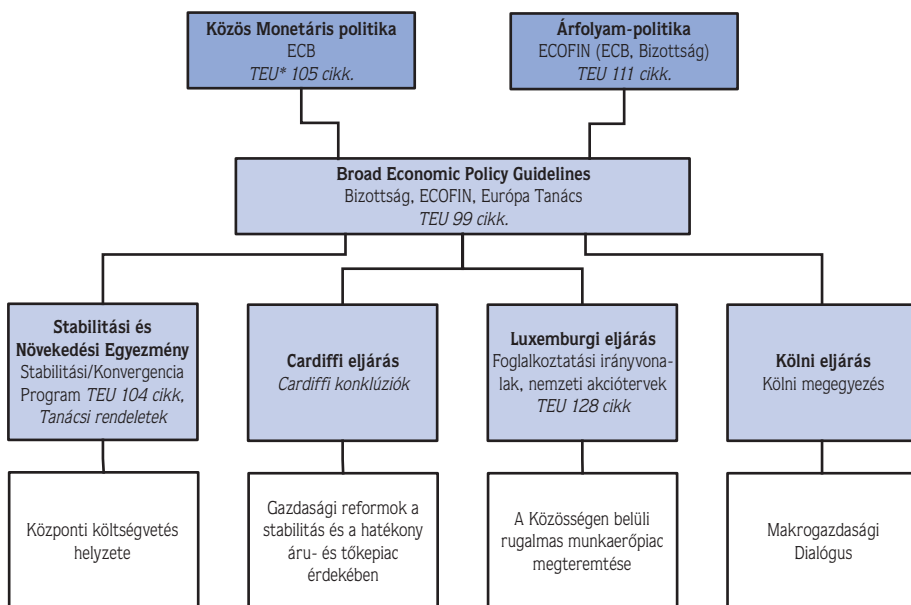 Közös Monetáris politika
ECB
TEU* 105 cikk.
Árfolyam-politika
ECOFIN (ECB, Bizottság)
TEU 111 cikk.
Broad Economic Policy Guidelines
Bizottság, ECOFIN, Európa Tanács
TEU 99 cikk.
Stabilitási és
Növekedési Egyezmény
Stabilitási/Konvergencia
Program TEU 104 cikk,
Tanácsi rendeletek
Cardiffi eljárás
Cardiffi konklúziók
Luxemburgi eljárás
Foglalkoztatási irányvona-
lak, nemzeti akciótervek
TEU 128 cikk
Kölni eljárás
Kölni megegyezés
Központi költségvetés
helyzete
Gazdasági reformok a
stabilitás és a hatékony
áru- és tőkepiac
érdekében
A Közösségen belüli
rugalmas munkaerőpiac
megteremtése
Makrogazdasági
Dialógus